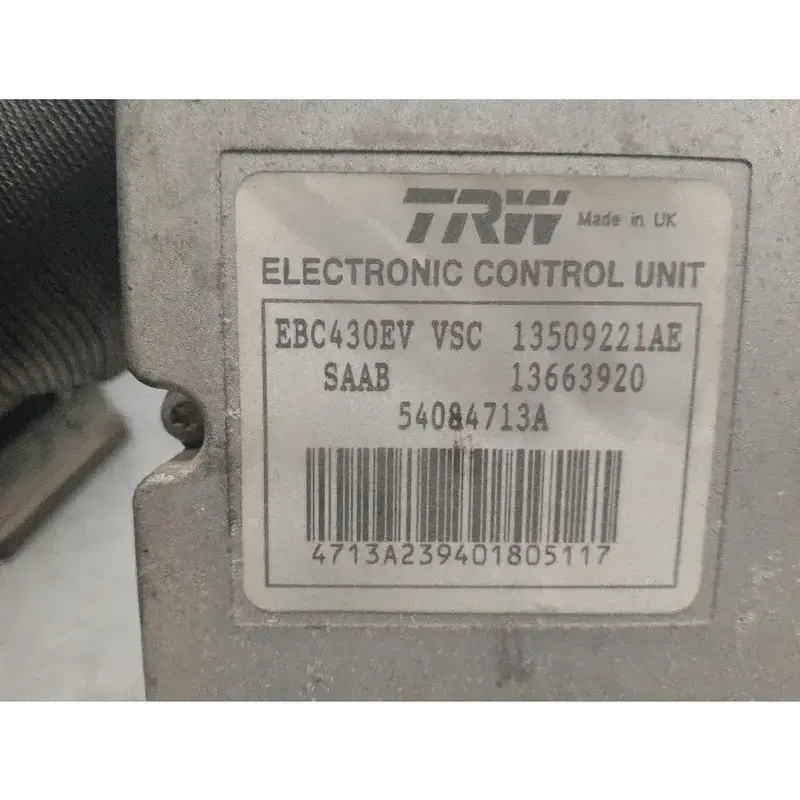 TRW Made in UK
ELECTRONIC CONTROL UNIT
EBC430EV VSC 13509221AE
SAAB 13663920
54084713A
4713A239401805117